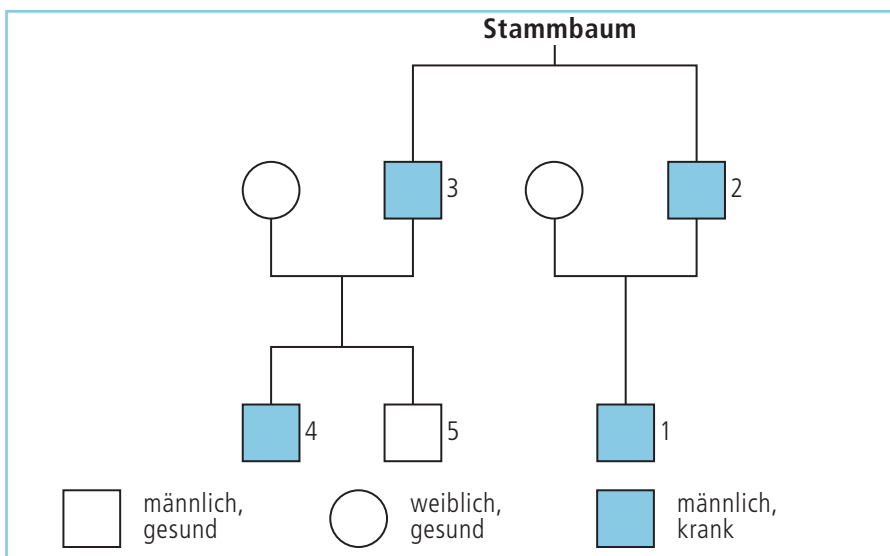 Stammbaum
3
2
4
5
1
männlich,
gesund
weiblich,
gesund
männlich,
krank